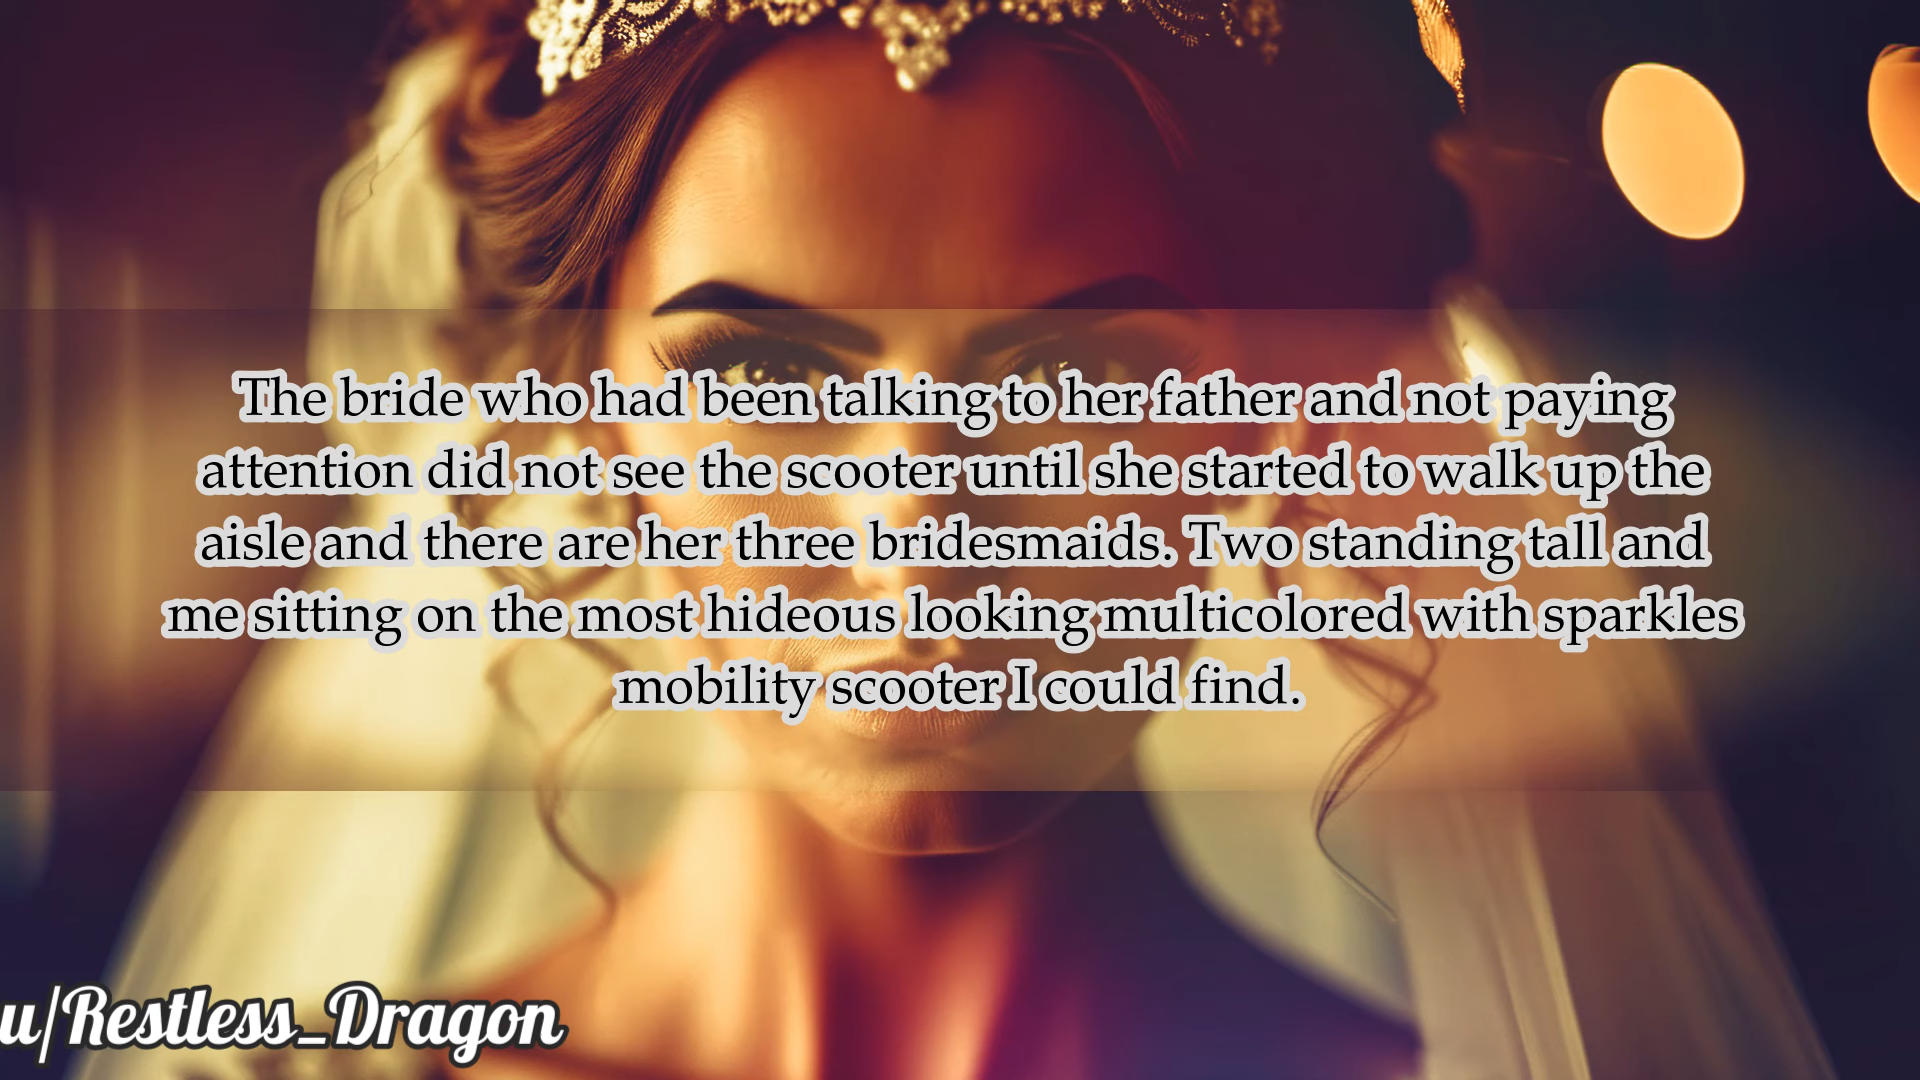 The bride who had been talking to her father and not paying
attention did not see the scooter until she started to walk up the
aisle and there are her three bridesmaids. Two standing tall and
me sitting on the most hideous looking multicolored with sparkles
mobility scooter I could find.
u/Restless_Dragon